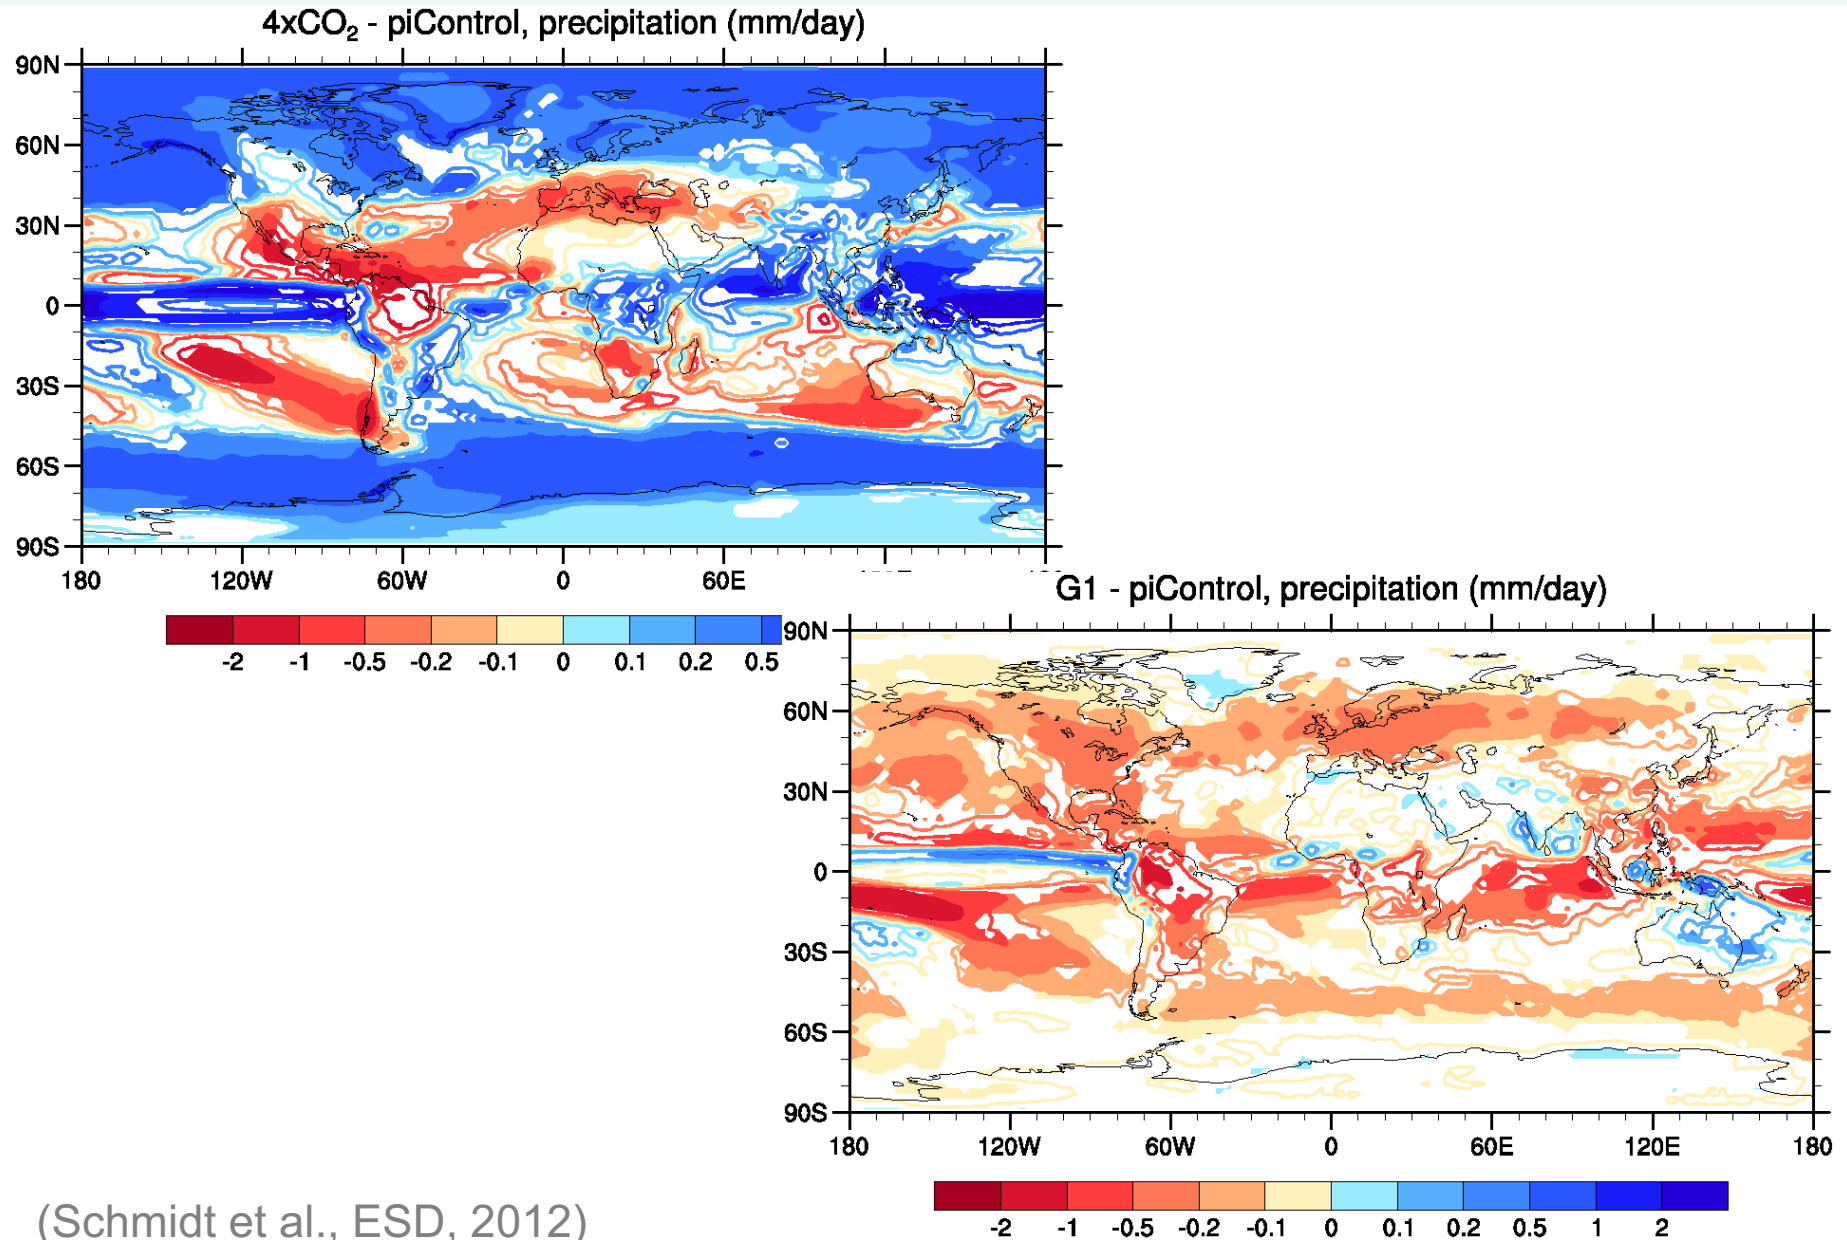 4xCO₂ - piControl, precipitation (mm/day)
90N
60N
30N
0
30S
60S
90S
180 120W 60W 0 60E
-2 -1 -0.5 -0.2 -0.1 0 0.1 0.2 0.5
G1 - piControl, precipitation (mm/day)
90N
60N
30N
0
30S
60S
90S
180 120W 60W 0 60E 120E 180
-2 -1 -0.5 -0.2 -0.1 0 0.1 0.2 0.5 1 2
(Schmidt et al., ESD, 2012)